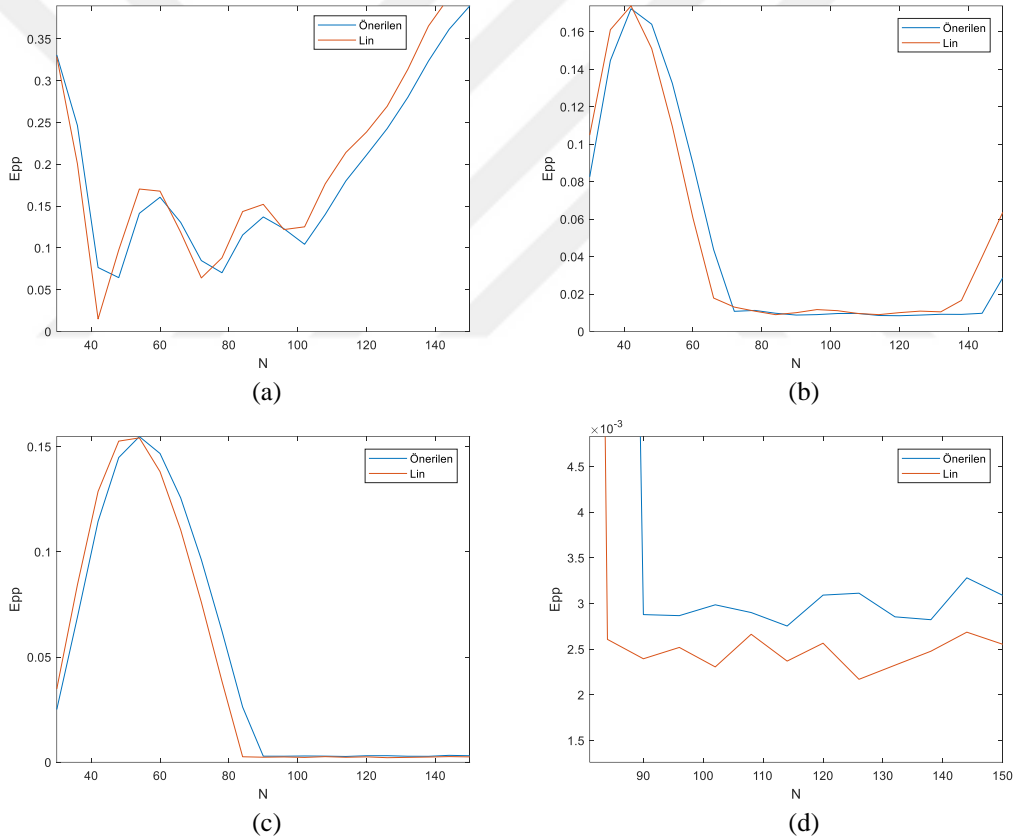 0.35
0.3
0.25
0.2
0.15
0.1
0.05
0
Epp
40 60 80 100 120 140
N
Önerilen
Lin
(a)
0.16
0.14
0.12
0.1
0.08
0.06
0.04
0.02
0
Epp
40 60 80 100 120 140
N
Önerilen
Lin
(b)
0.15
0.1
0.05
0
Epp
40 60 80 100 120 140
N
Önerilen
Lin
(c)
×10⁻³
4.5
4
3.5
3
2.5
2
1.5
Epp
90 100 110 120 130 140 150
N
Önerilen
Lin
(d)